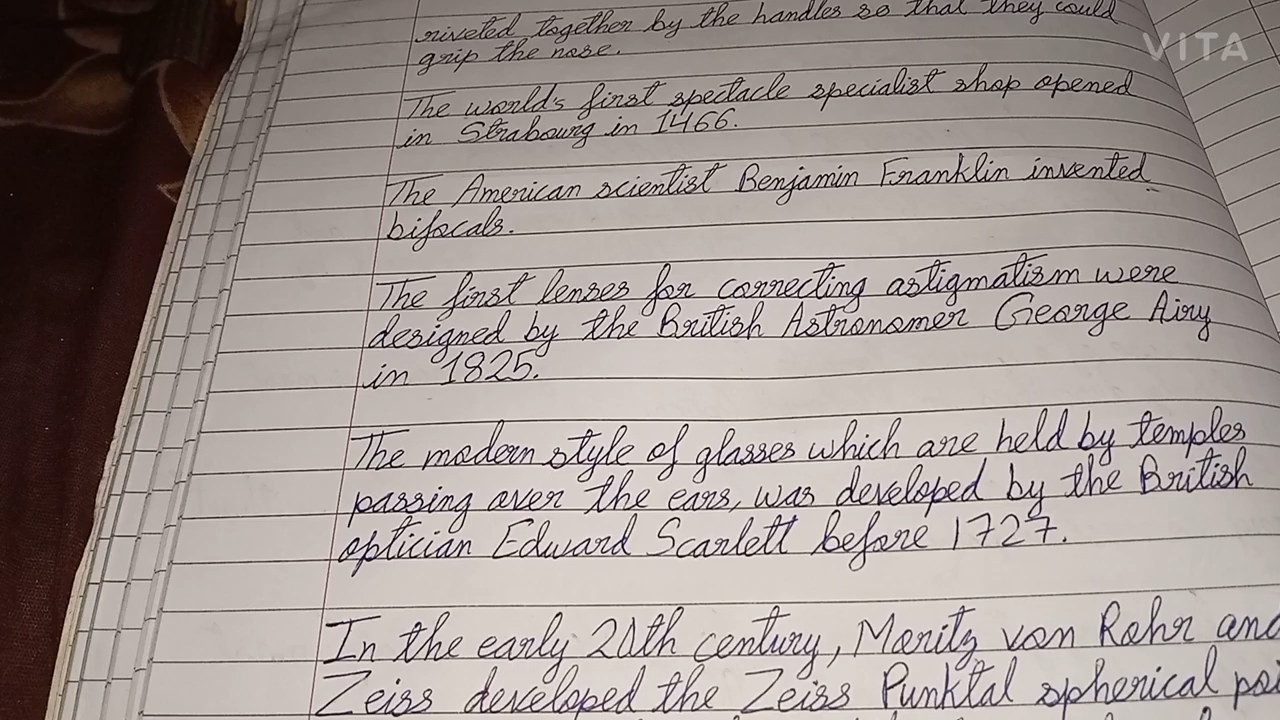 riveted together by the handles so that they could
grip the nose.
VITA
The world's first spectacle specialist shop opened
in Strabourg in 1466.
The American scientist Benjamin Franklin invented
bifocals.
The first lenses for correcting astigmatism were
designed by the British Astronomer George Airy
in 1825.
The modern style of glasses which are held by temples
passing over the ears, was developed by the British
optician Edward Scarlett before 1727.
In the early 20th century, Moritz von Rohr and
Zeiss developed the Zeiss Punktal spherical poi